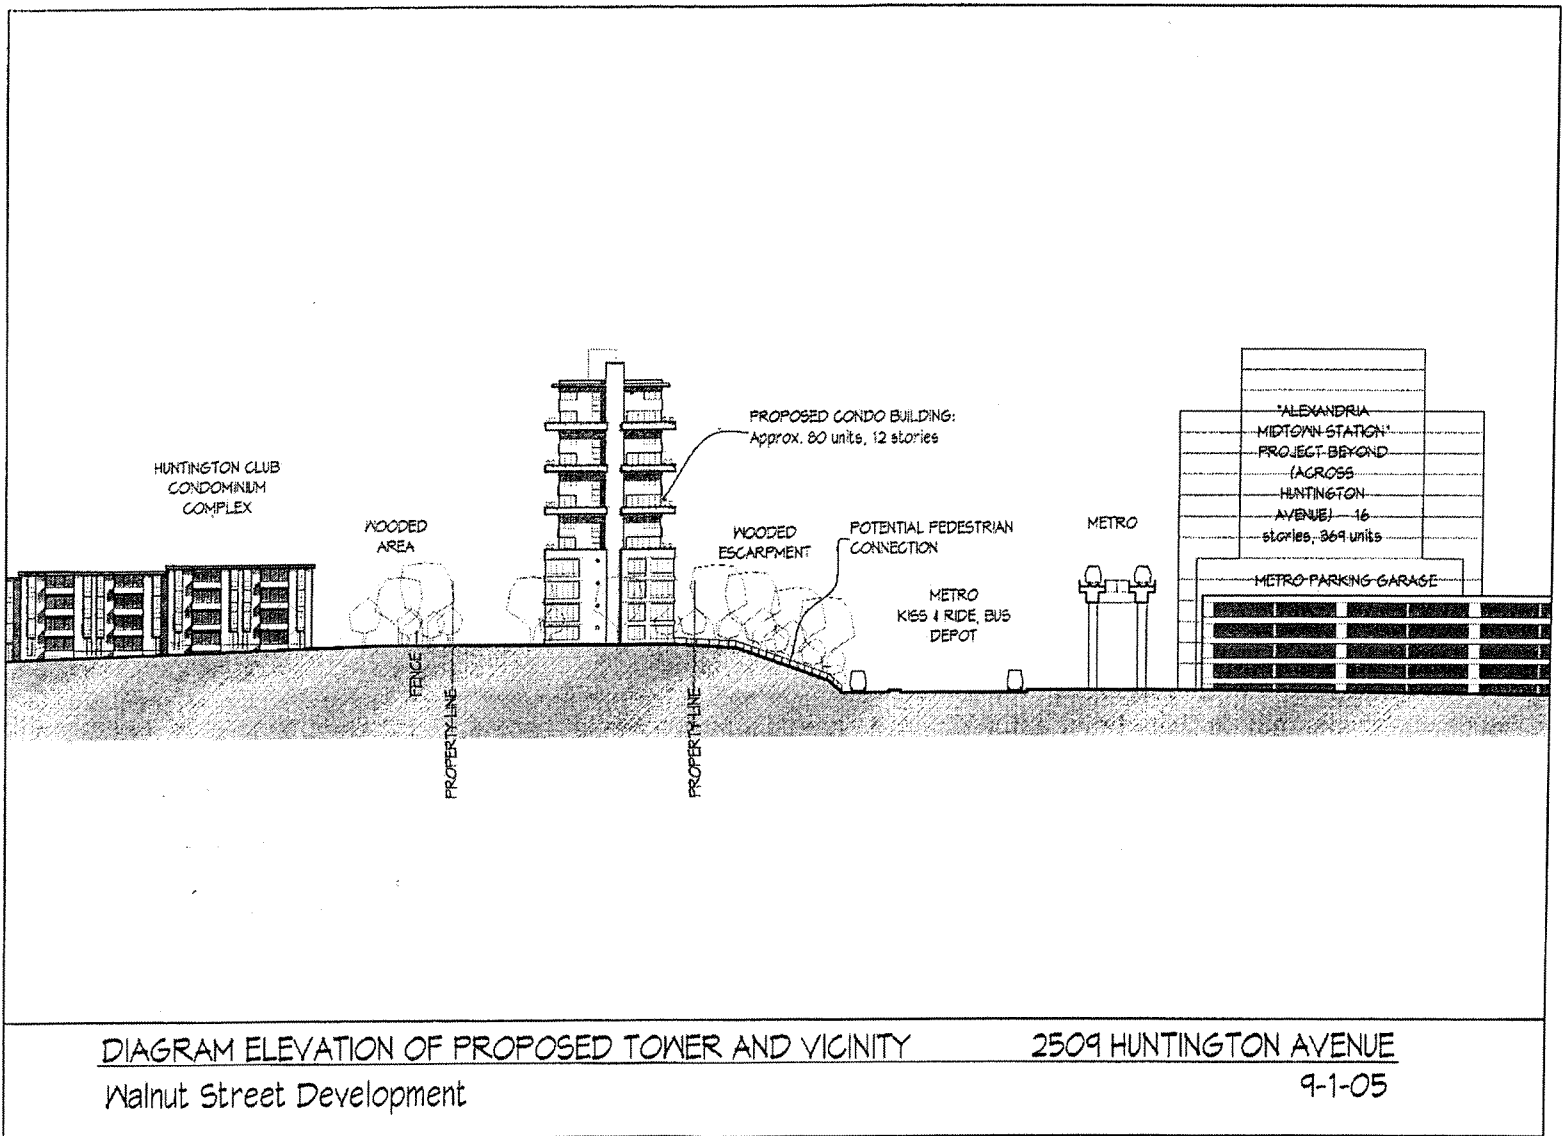 PROPOSED CONDO BUILDING:
Approx. 80 units, 12 stories
"ALEXANDRIA
MIDTOWN STATION"
PROJECT BEYOND
(ACROSS
HUNTINGTON
AVENUE) - 16
stories, 369 units
HUNTINGTON CLUB
CONDOMINIUM
COMPLEX
WOODED
AREA
WOODED
ESCARPMENT
POTENTIAL PEDESTRIAN
CONNECTION
METRO
METRO PARKING GARAGE
METRO
KISS & RIDE, BUS
DEPOT
FENCE
PROPERTY LINE
PROPERTY LINE
DIAGRAM ELEVATION OF PROPOSED TOWER AND VICINITY
2509 HUNTINGTON AVENUE
Walnut Street Development
9-1-05